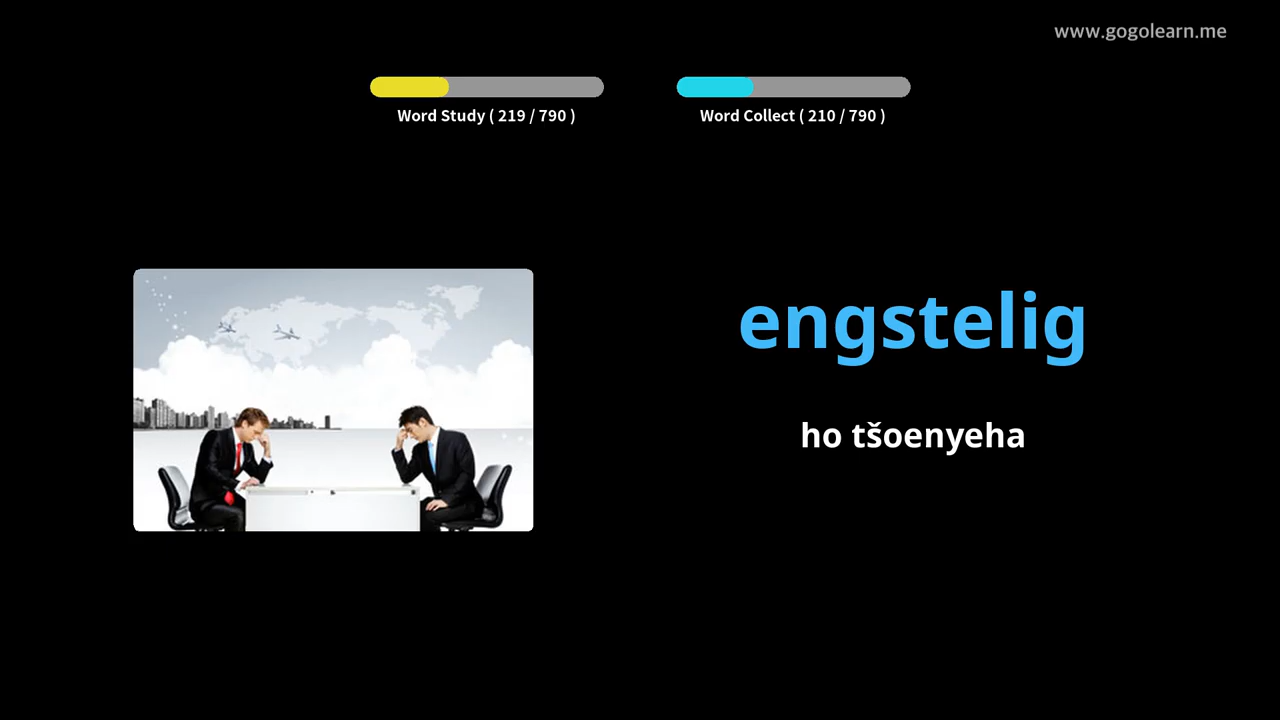 www.gogolearn.me
Word Study ( 219 / 790 )
Word Collect ( 210 / 790 )
engstelig
ho tšoenyeha